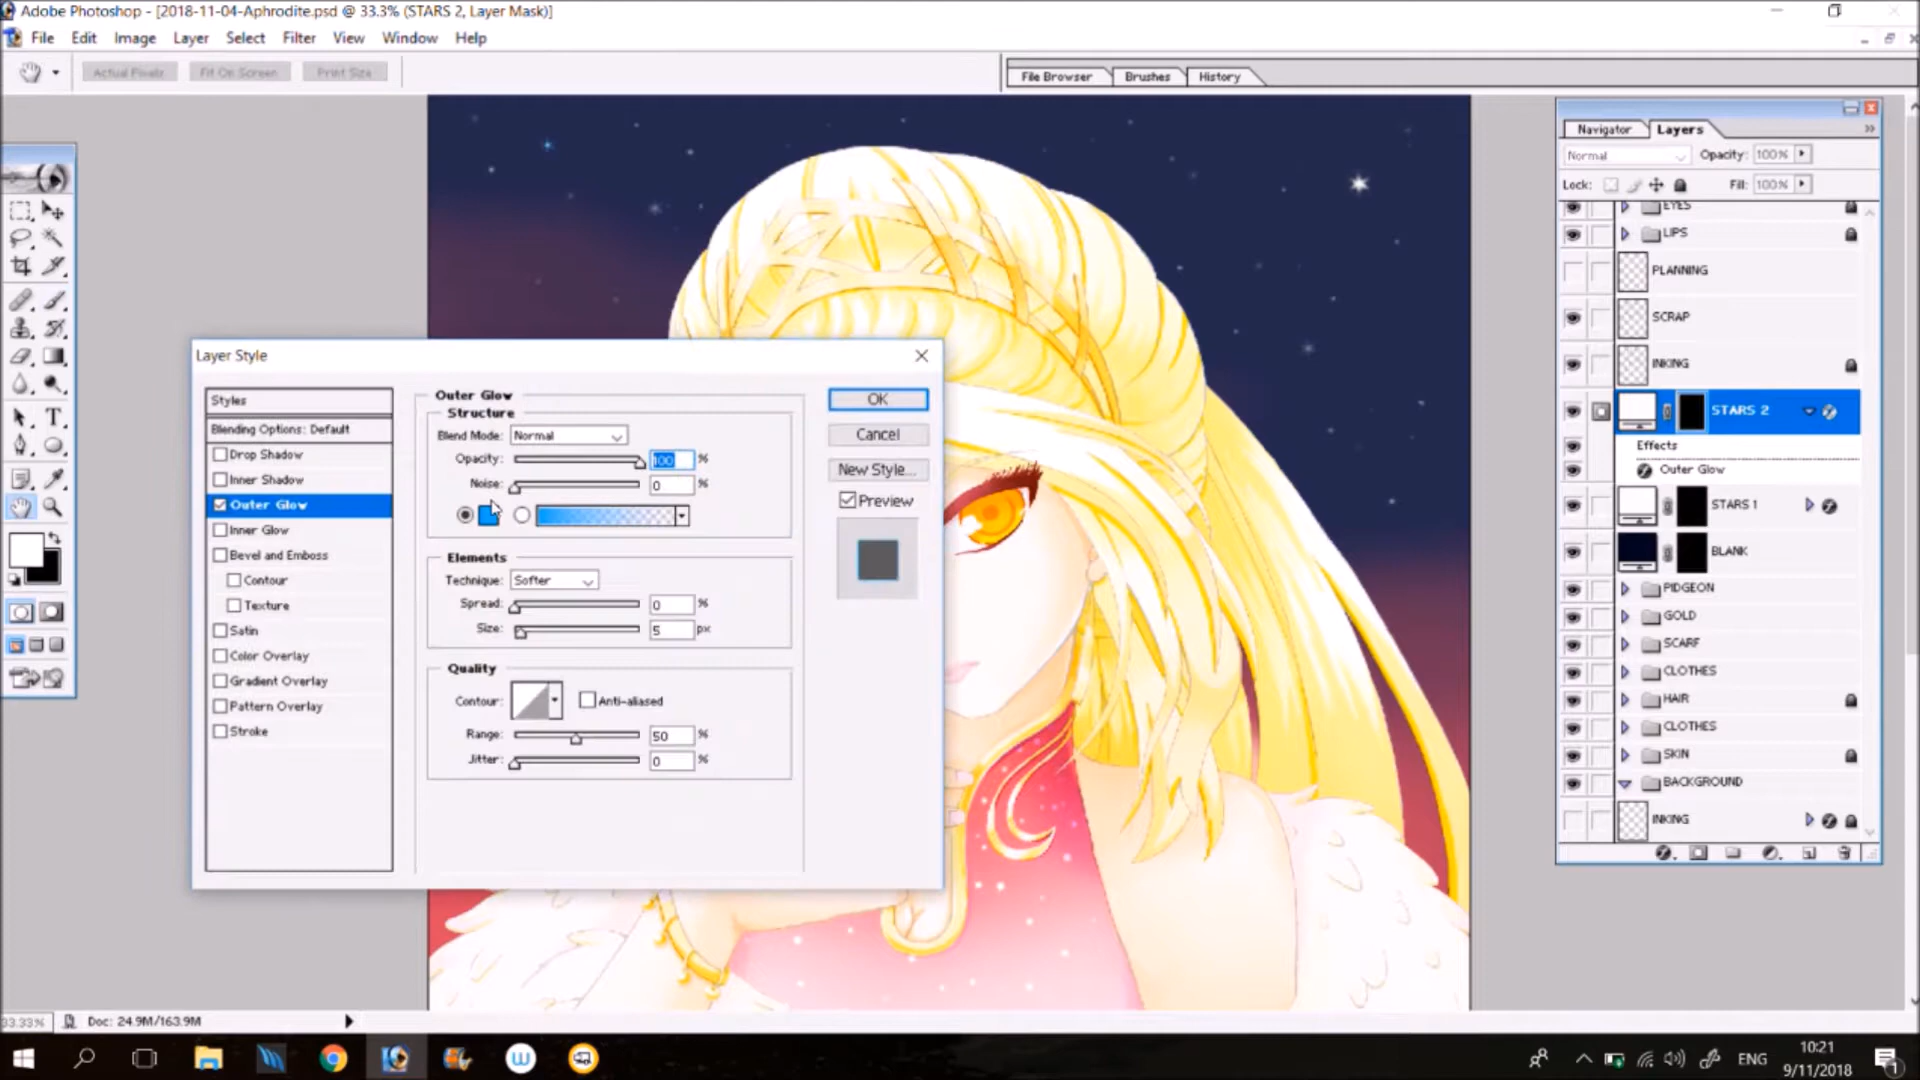 Adobe Photoshop - [2018-11-04-Aphrodite.psd @ 33.3% (STARS 2, Layer Mask)]
File Edit Image Layer Select Filter View Window Help
Actual Pixels Fit On Screen Print Size
File Browser Brushes History
Navigator Layers
Normal Opacity: 100%
Lock: Fill: 100%
EYES
LIPS
PLANNING
SCRAP
INKING
STARS 2
Effects
Outer Glow
STARS 1
BLANK
PIDGEON
GOLD
SCARF
CLOTHES
HAIR
CLOTHES
SKIN
BACKGROUND
INKING
Layer Style
Styles
Blending Options: Default
Drop Shadow
Inner Shadow
Outer Glow
Inner Glow
Bevel and Emboss
Contour
Texture
Satin
Color Overlay
Gradient Overlay
Pattern Overlay
Stroke
Outer Glow
Structure
Blend Mode: Normal
Opacity: 100 %
Noise: 0 %
Elements
Technique: Softer
Spread: 0 %
Size: 5 px
Quality
Contour: Anti-aliased
Range: 50 %
Jitter: 0 %
OK
Cancel
New Style...
Preview
33.33% Doc: 24.9M/163.9M
ENG
10:21
9/11/2018
1